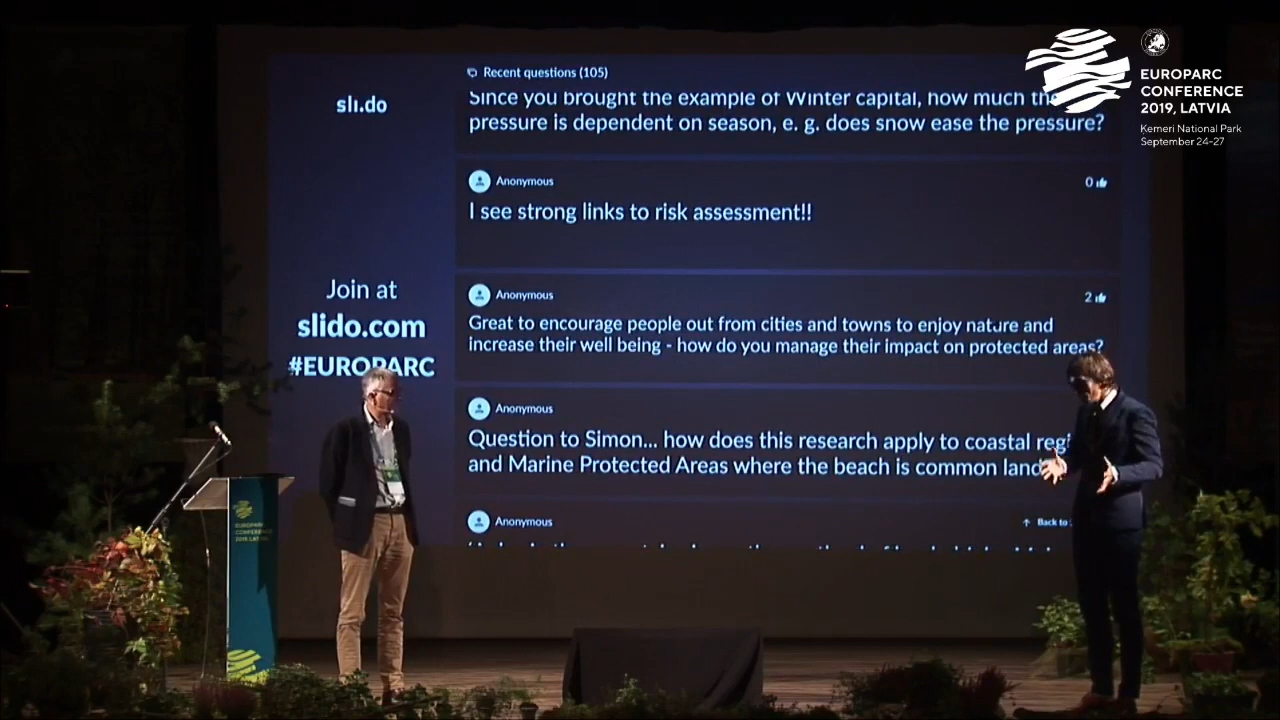 sli.do
Join at
slido.com
#EUROPARC
Recent questions (105)
Since you brought the example of Winter capital, how much
pressure is dependent on season, e. g. does snow ease the pressure?
Anonymous
0
I see strong links to risk assessment!!
Anonymous
2
Great to encourage people out from cities and towns to enjoy nature and
increase their well being - how do you manage their impact on protected areas?
Anonymous
Question to Simon... how does this research apply to coastal
and Marine Protected Areas where the beach is common land
Anonymous
Back to
EUROPARC
CONFERENCE
2019, LATVIA
Ķemeri National Park
September 24-27
EUROPARC
CONFERENCE
2019, LATVIA